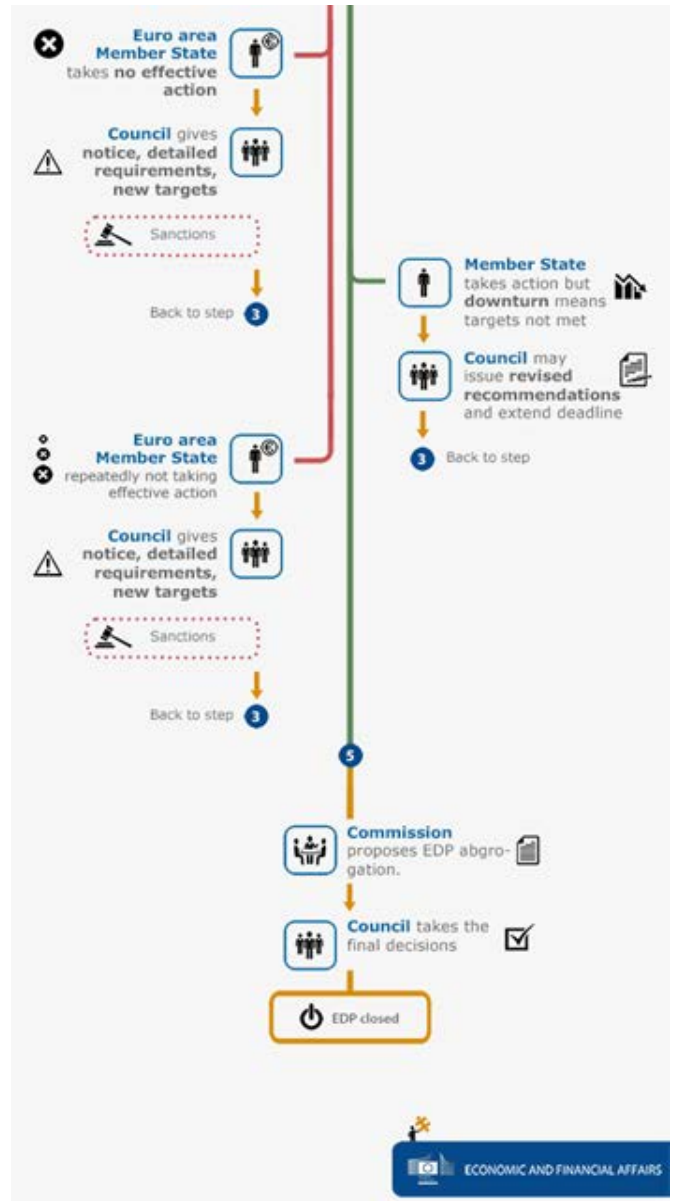 Euro area
Member State
takes no effective
action
Council gives
notice, detailed
requirements,
new targets
Sanctions
Back to step 3
Member State
takes action but
downturn means
targets not met
Council may
issue revised
recommendations
and extend deadline
3 Back to step
Euro area
Member State
repeatedly not taking
effective action
Council gives
notice, detailed
requirements,
new targets
Sanctions
Back to step 3
5
Commission
proposes EDP abgro-
gation.
Council takes the
final decisions
EDP closed
ECONOMIC AND FINANCIAL AFFAIRS